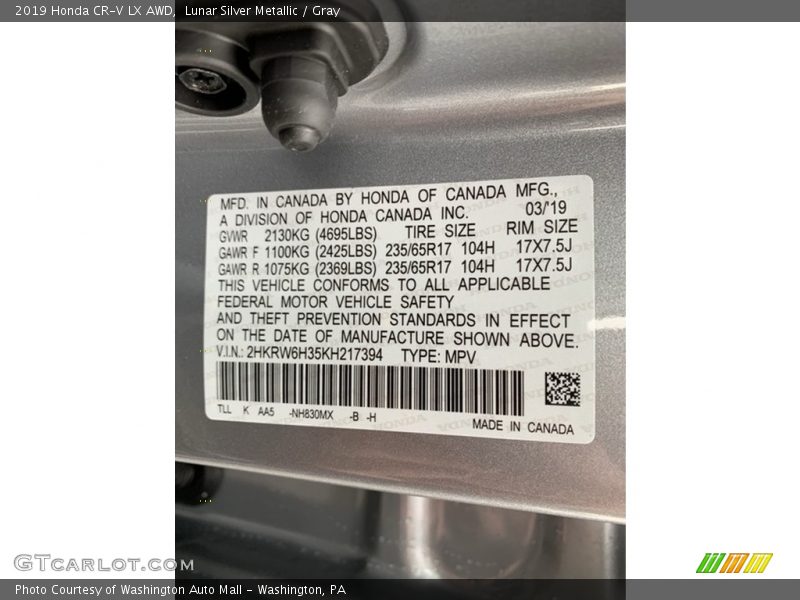 2019 Honda CR-V LX AWD, Lunar Silver Metallic / Gray
MFD. IN CANADA BY HONDA OF CANADA MFG.,
A DIVISION OF HONDA CANADA INC. 03/'19
GVWR 2130KG (4695LBS) TIRE SIZE RIM SIZE
GAWR F 1100KG (2425LBS) 235/65R17 104H 17X7.5J
GAWR R 1075KG (2369LBS) 235/65R17 104H 17X7.5J
THIS VEHICLE CONFORMS TO ALL APPLICABLE
FEDERAL MOTOR VEHICLE SAFETY
AND THEFT PREVENTION STANDARDS IN EFFECT
ON THE DATE OF MANUFACTURE SHOWN ABOVE.
V.I.N.: 2HKRW6H35KH217394 TYPE: MPV
TLL K AA5 -NH830MX -B -H
MADE IN CANADA
GTCarlot.com
Photo Courtesy of Washington Auto Mall - Washington, PA